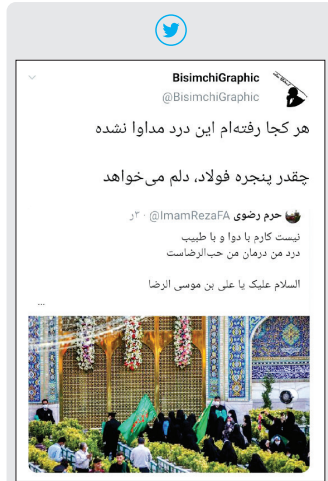 BisimchiGraphic
@BisimchiGraphic
هر کجا رفته‌ام این درد مداوا نشده
چقدر پنجره فولاد، دلم می‌خواهد
حرم رضوی @ImamRezaFA · ۲ر
نیست کارم با دوا و با طبیب
درد من درمان من حب‌الرضاست
السلام علیک یا علی بن موسی الرضا
...